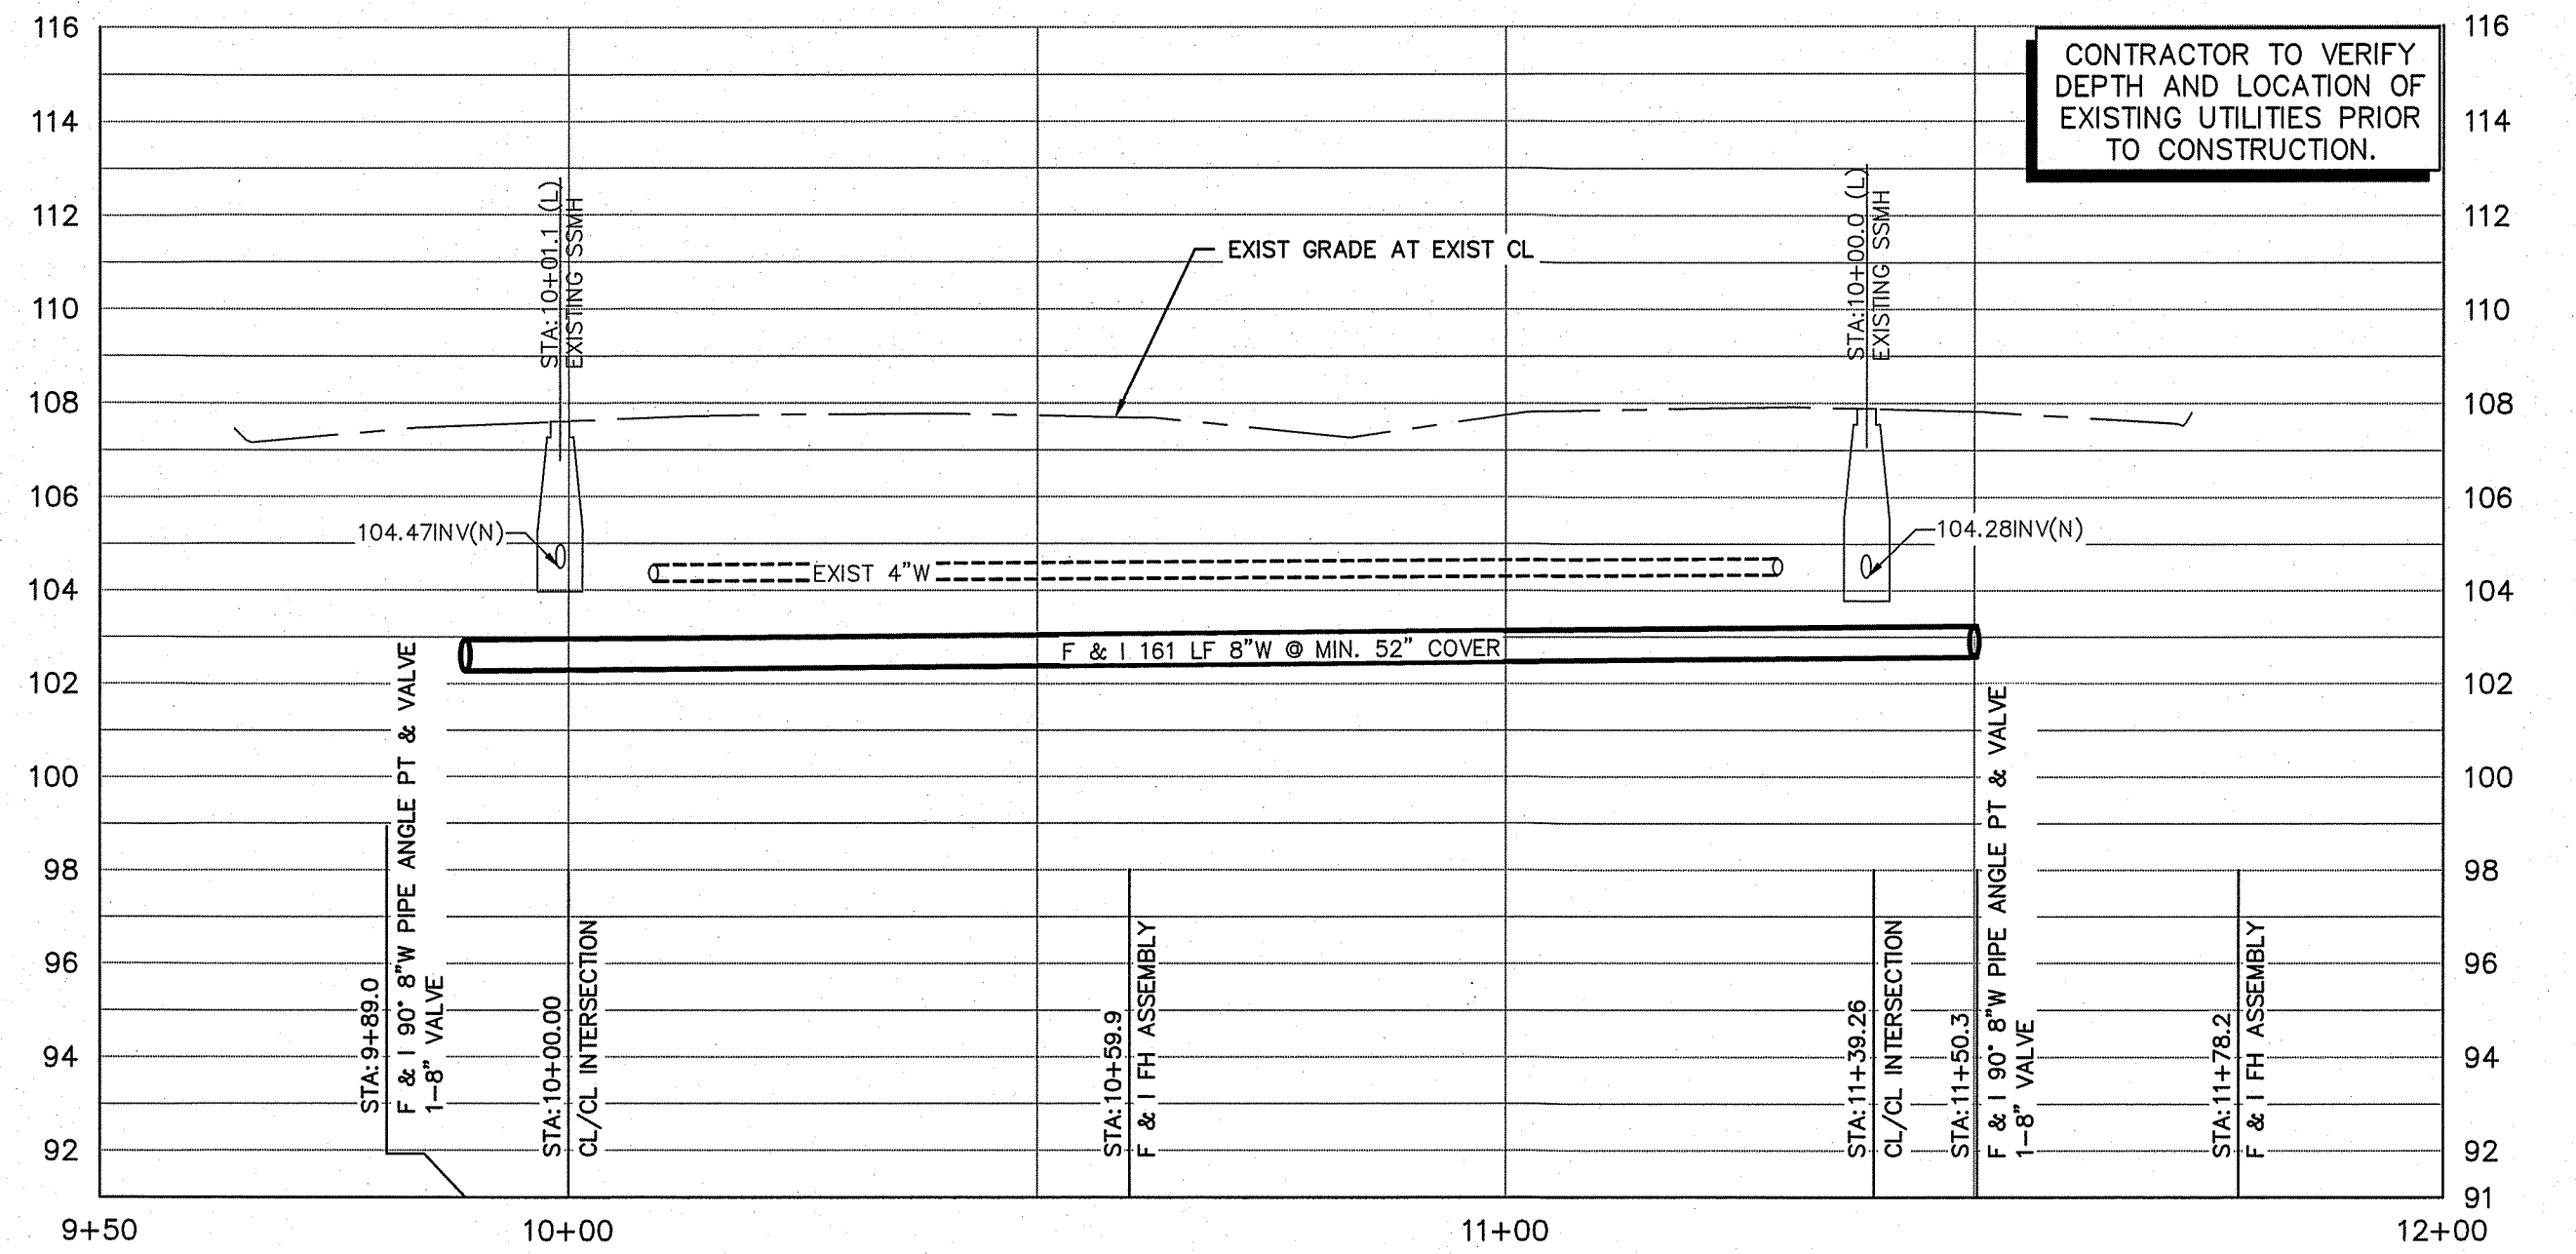 116
114
112
110
108
106
104
102
100
98
96
94
92
116
114
112
110
108
106
104
102
100
98
96
94
92
91
CONTRACTOR TO VERIFY
DEPTH AND LOCATION OF
EXISTING UTILITIES PRIOR
TO CONSTRUCTION.
STA:10+01.1 (L)
EXISTING SSMH
EXIST GRADE AT EXIST CL
STA:10+00.0 (L)
EXISTING SSMH
104.47INV(N)
104.28INV(N)
EXIST 4"W
F & I 161 LF 8"W @ MIN. 52" COVER
STA:9+89.0
F & I 90° 8"W PIPE ANGLE PT & VALVE
1-8" VALVE
STA:10+00.00
CL/CL INTERSECTION
STA:10+59.9
F & I FH ASSEMBLY
STA:11+39.26
CL/CL INTERSECTION
STA:11+50.3
F & I 90° 8"W PIPE ANGLE PT & VALVE
1-8" VALVE
STA:11+78.2
F & I FH ASSEMBLY
9+50
10+00
11+00
12+00